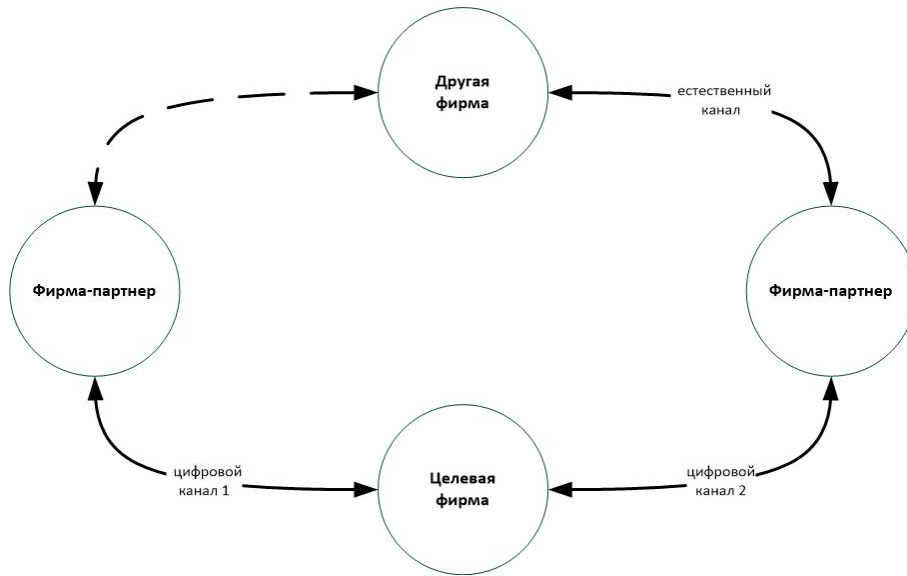 Другая
фирма
естественный
канал
Фирма-партнер
Фирма-партнер
цифровой
канал 1
Целевая
фирма
цифровой
канал 2